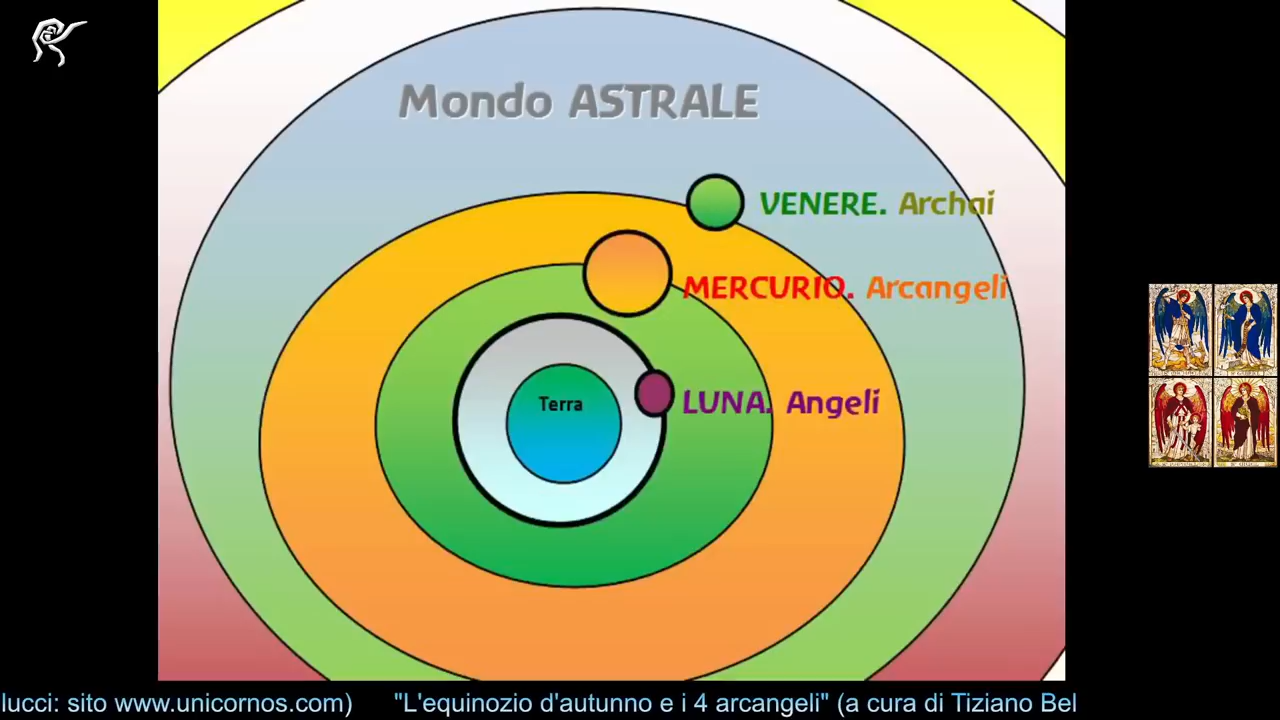 Mondo ASTRALE
VENERE. Archai
MERCURIO. Arcangeli
LUNA. Angeli
Terra
lucci: sito www.unicornos.com) "L'equinozio d'autunno e i 4 arcangeli" (a cura di Tiziano Bel